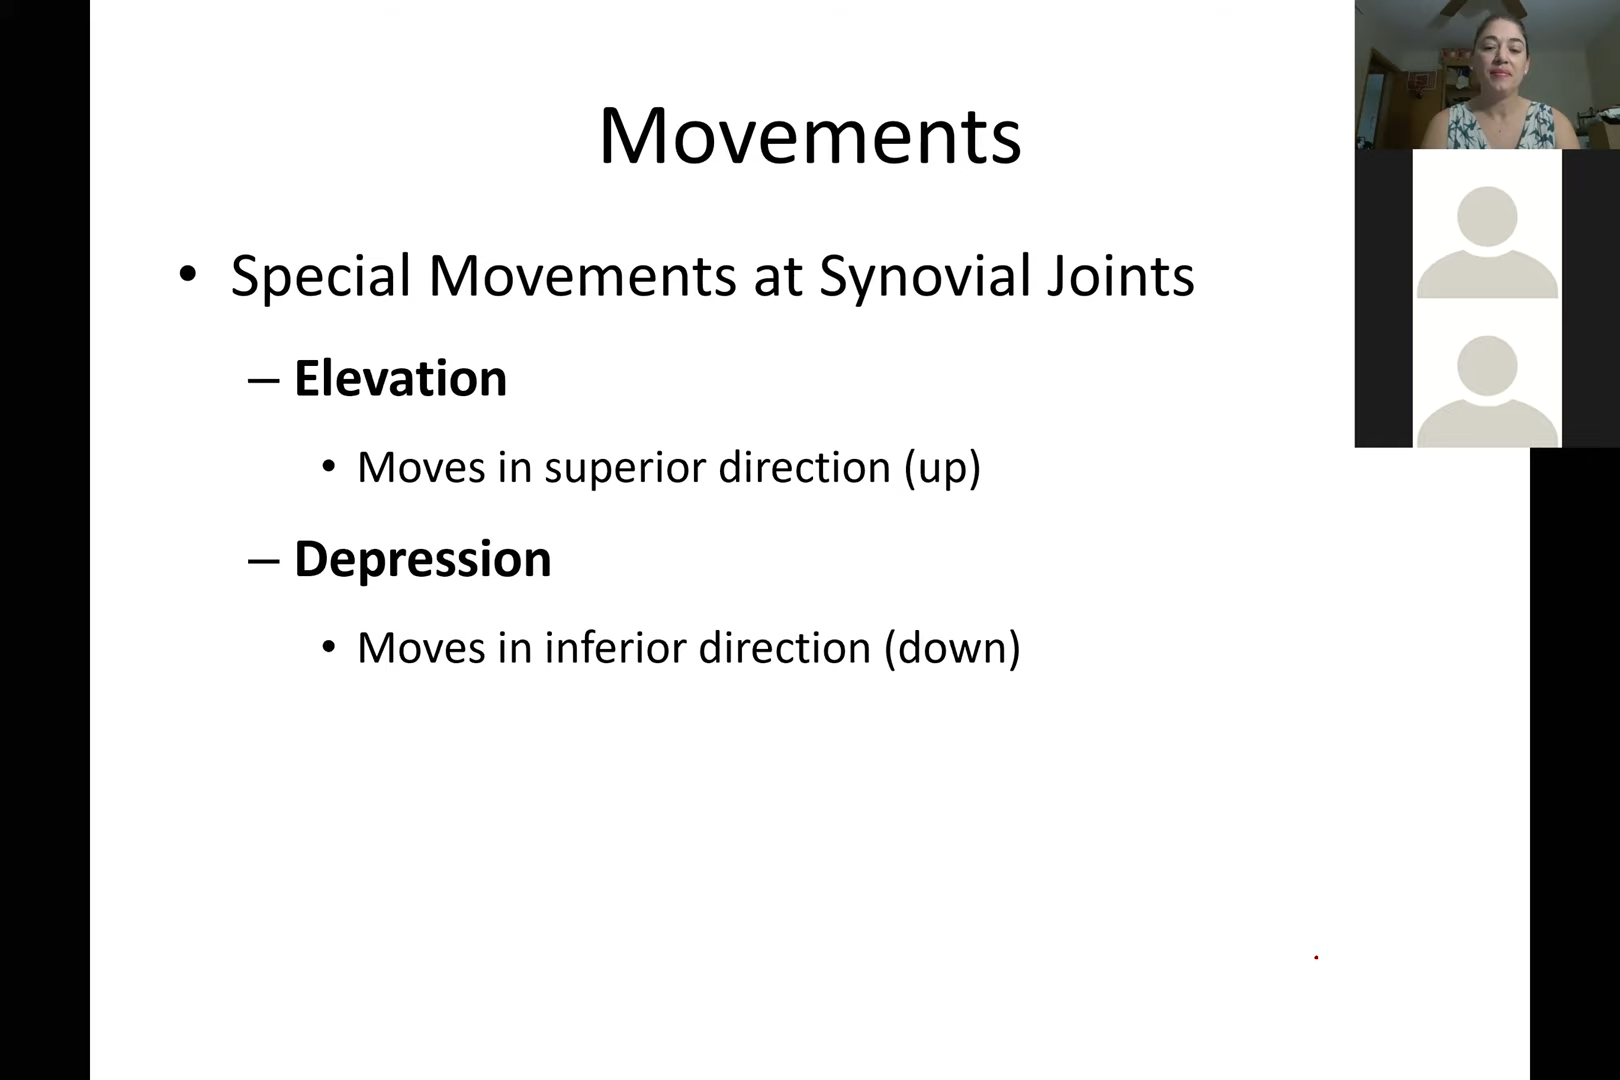 Movements
• Special Movements at Synovial Joints
– Elevation
• Moves in superior direction (up)
– Depression
• Moves in inferior direction (down)